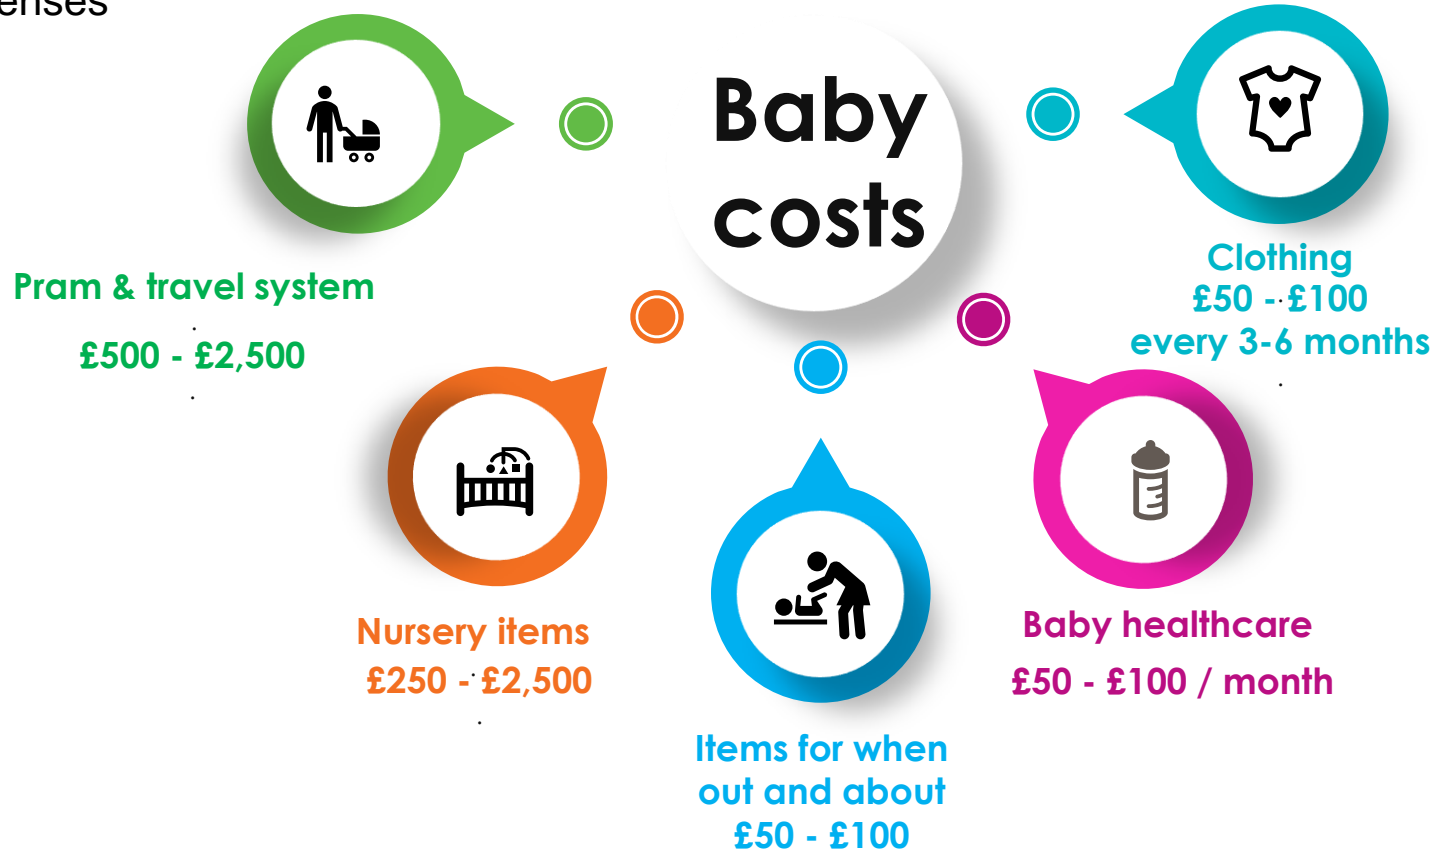 enses
Baby
costs
Pram & travel system
£500 - £2,500
Clothing
£50 - £100
every 3-6 months
Nursery items
£250 - £2,500
Baby healthcare
£50 - £100 / month
Items for when
out and about
£50 - £100